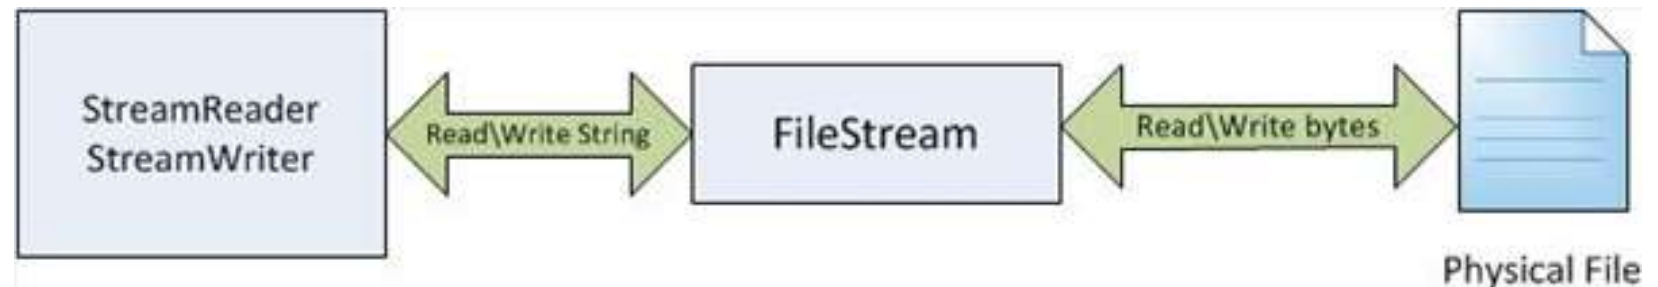 StreamReader
StreamWriter
Read\Write String
FileStream
Read\Write bytes
Physical File